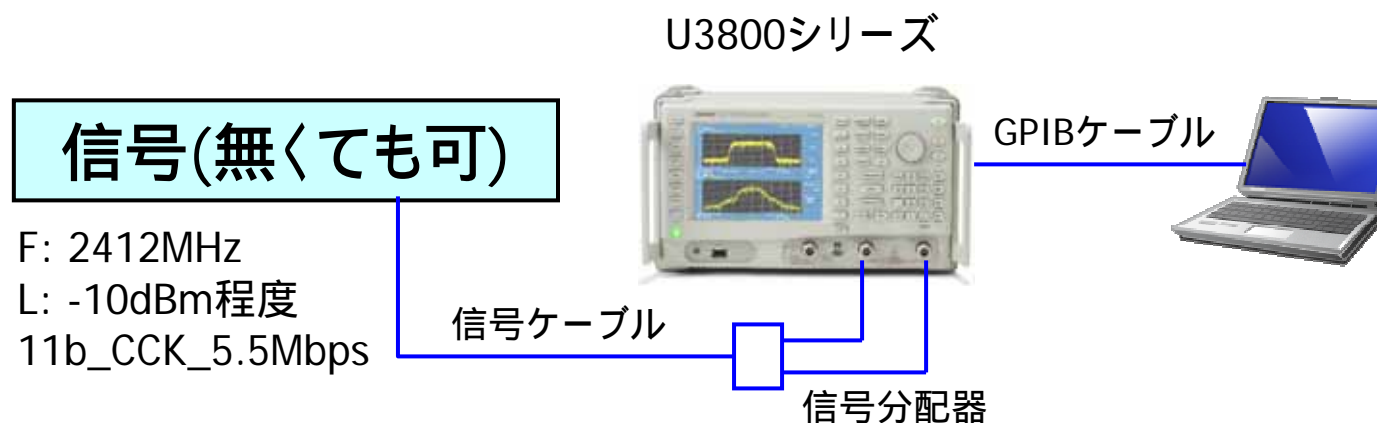 U3800シリーズ
信号(無くても可)
GPIBケーブル
F: 2412MHz
L: -10dBm程度
11b_CCK_5.5Mbps
信号ケーブル
信号分配器